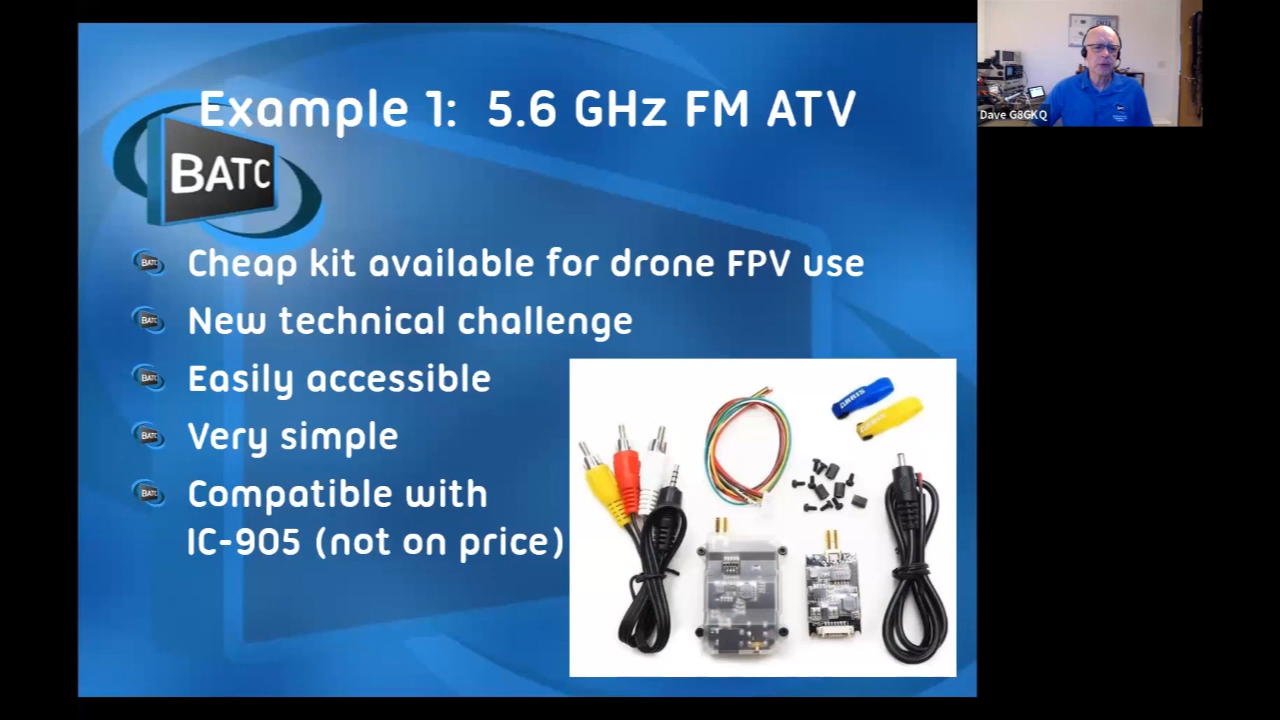 Example 1: 5.6 GHz FM ATV
BATC
Cheap kit available for drone FPV use
New technical challenge
Easily accessible
Very simple
Compatible with
IC-905 (not on price)
Dave G8GKQ